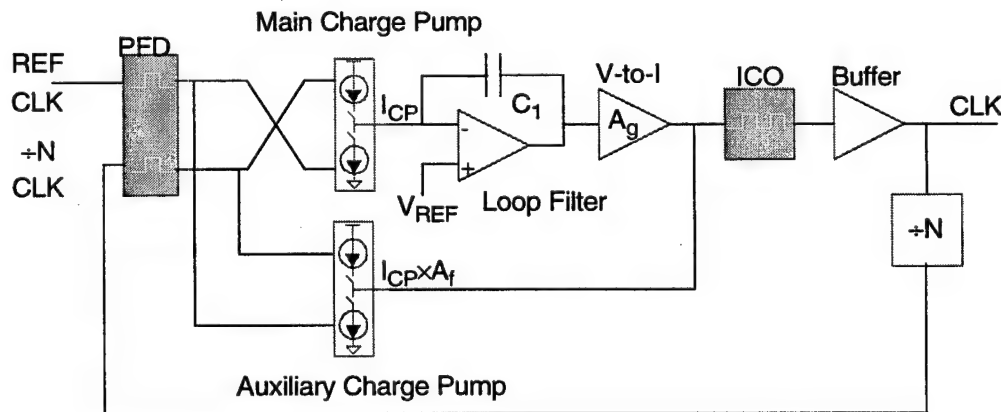 Main Charge Pump
PFD
REF
CLK
÷N
CLK
I_CP
C_1
-
+
V_REF
Loop Filter
V-to-I
A_g
ICO
Buffer
CLK
÷N
I_CP×A_f
Auxiliary Charge Pump